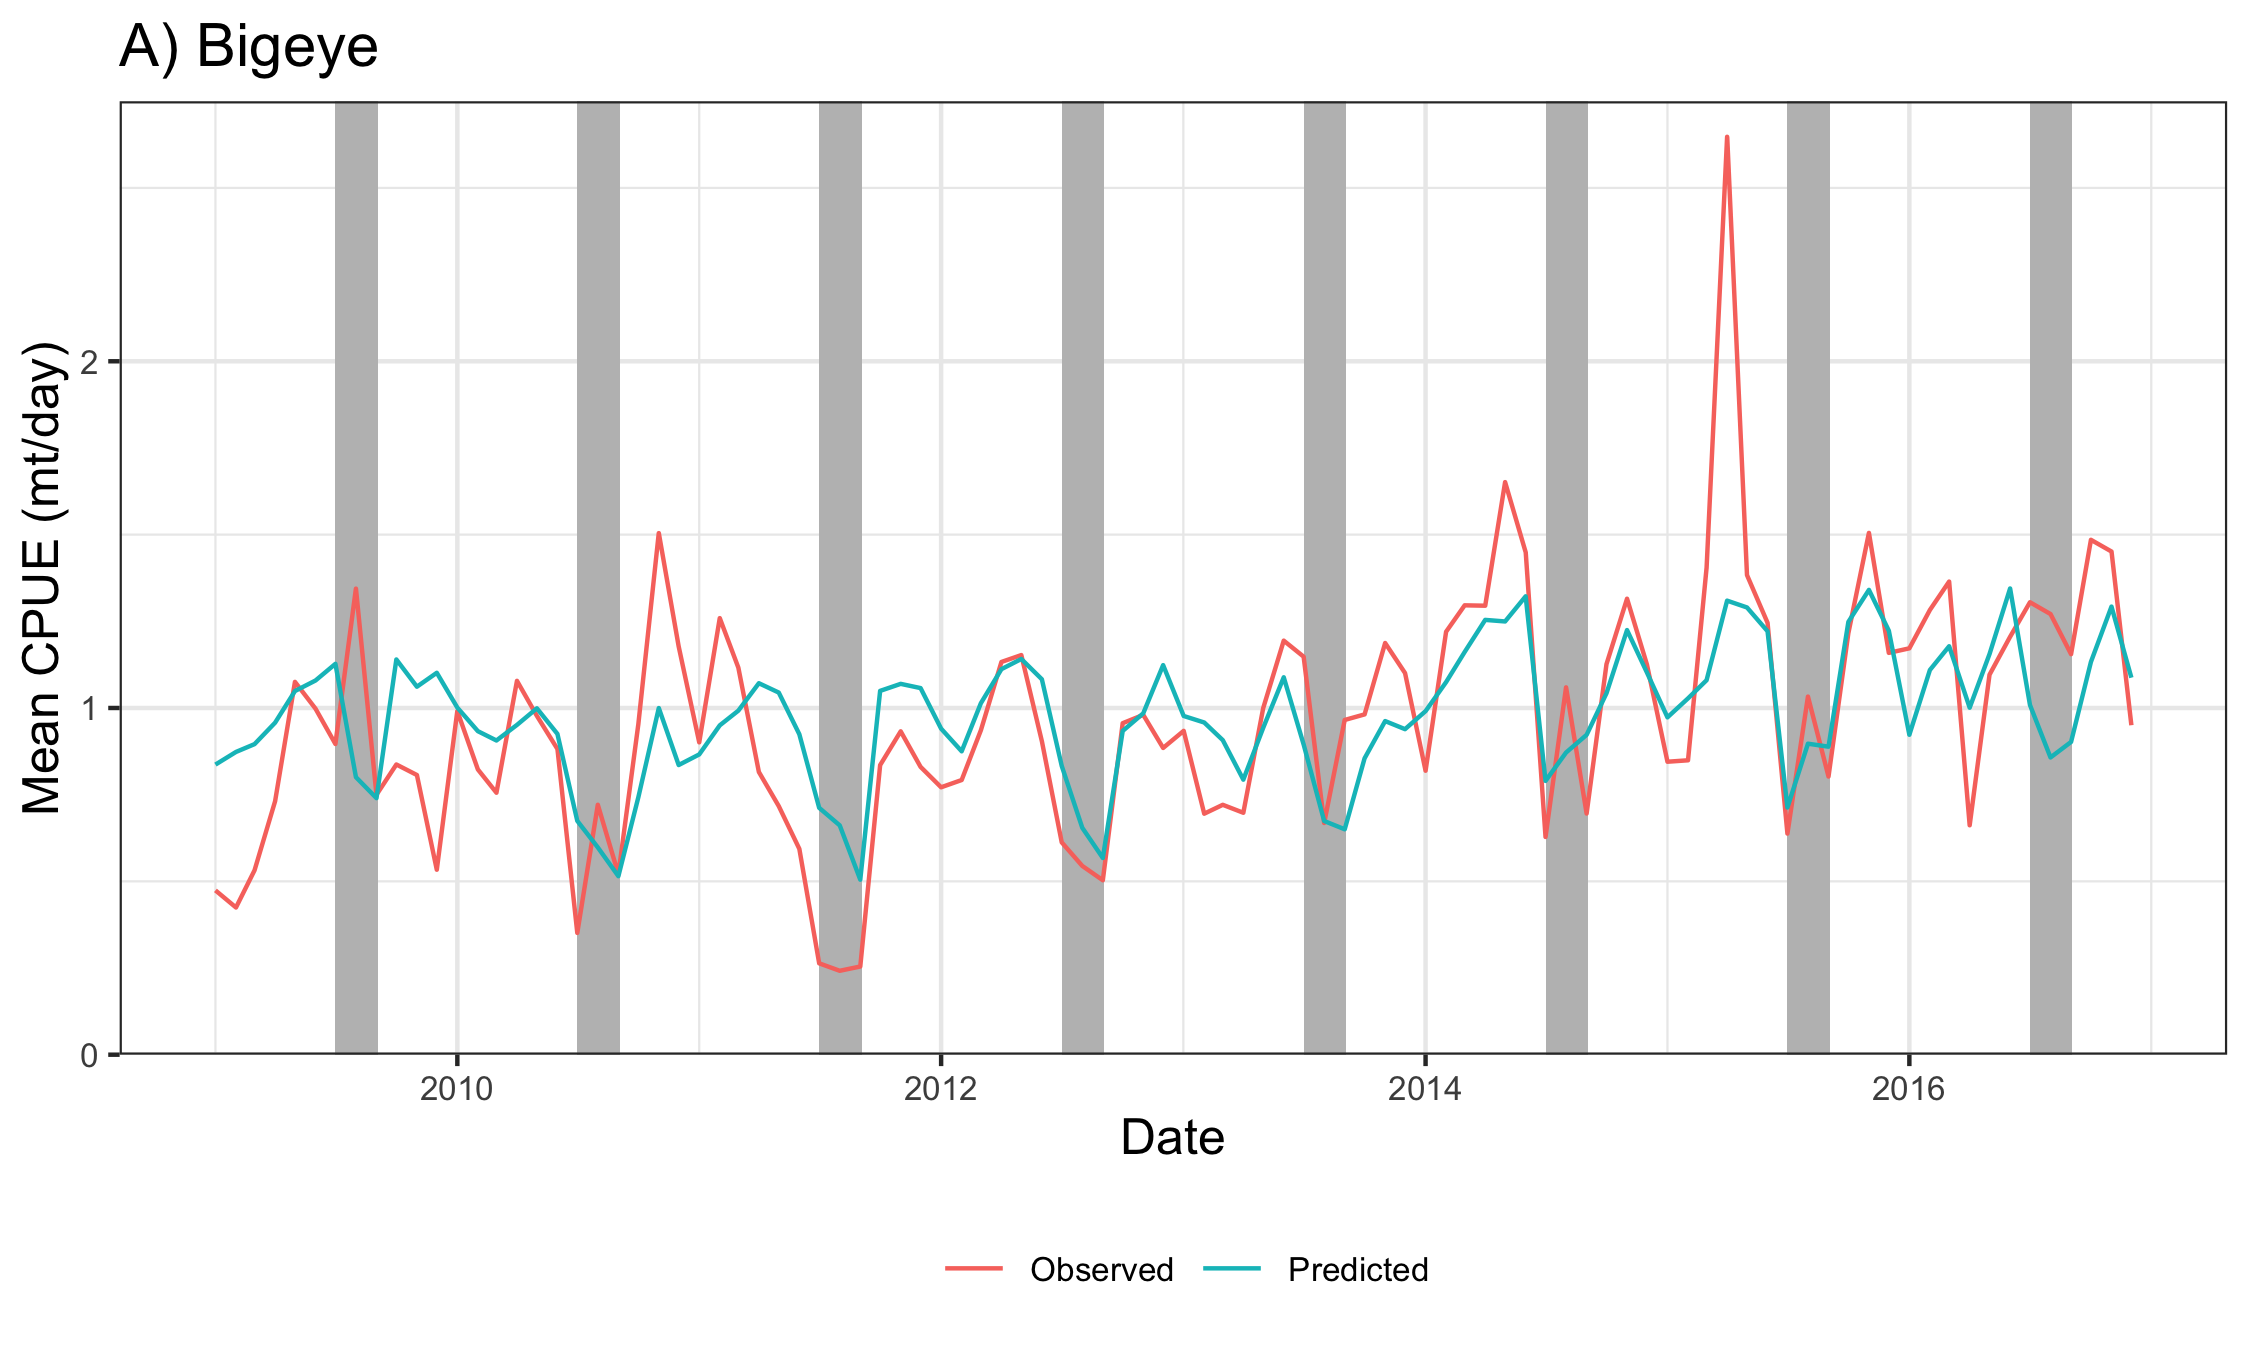 A) Bigeye
Mean CPUE (mt/day)
2
1
0
2010 2012 2014 2016
Date
Observed Predicted